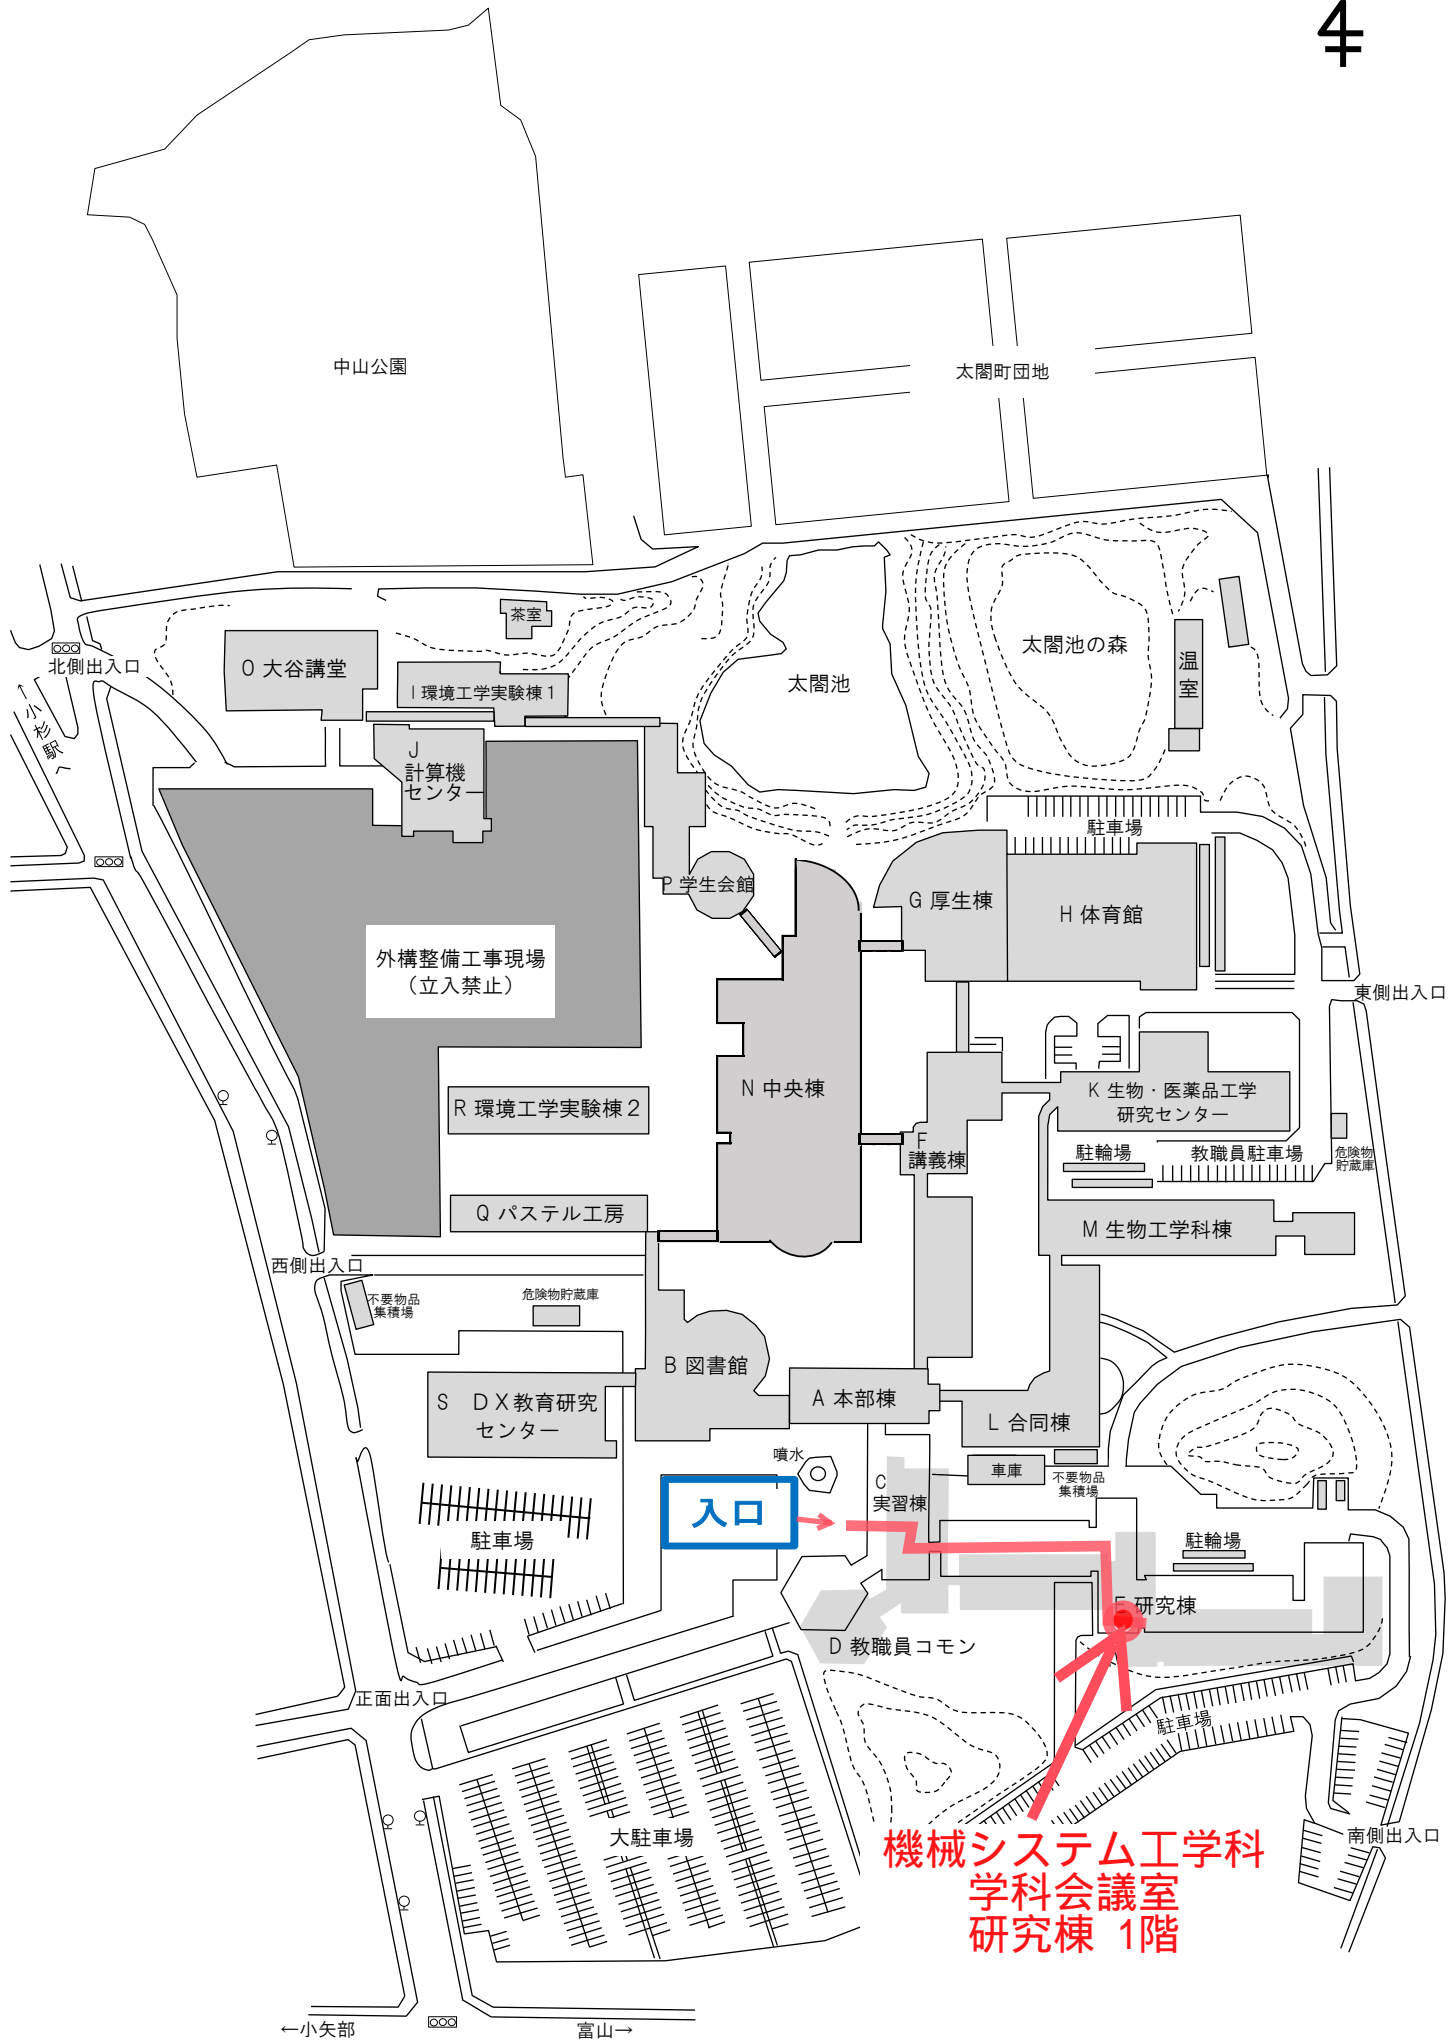 中山公園
太閤町団地
茶室
北側出入口
←小杉駅へ
O 大谷講堂
I 環境工学実験棟1
太閤池
太閤池の森
温室
J
計算機
センター
駐車場
P 学生会館
G 厚生棟
H 体育館
外構整備工事現場
（立入禁止）
東側出入口
N 中央棟
R 環境工学実験棟2
K 生物・医薬品工学
研究センター
F
講義棟
駐輪場
教職員駐車場
危険物
貯蔵庫
Q パステル工房
M 生物工学科棟
西側出入口
不要物品
集積場
危険物貯蔵庫
B 図書館
A 本部棟
S DX教育研究
センター
L 合同棟
噴水
車庫
不要物品
集積場
C
実習棟
入口
駐車場
駐輪場
E 研究棟
D 教職員コモン
正面出入口
駐車場
大駐車場
南側出入口
機械システム工学科
学科会議室
研究棟 1階
←小矢部
富山→